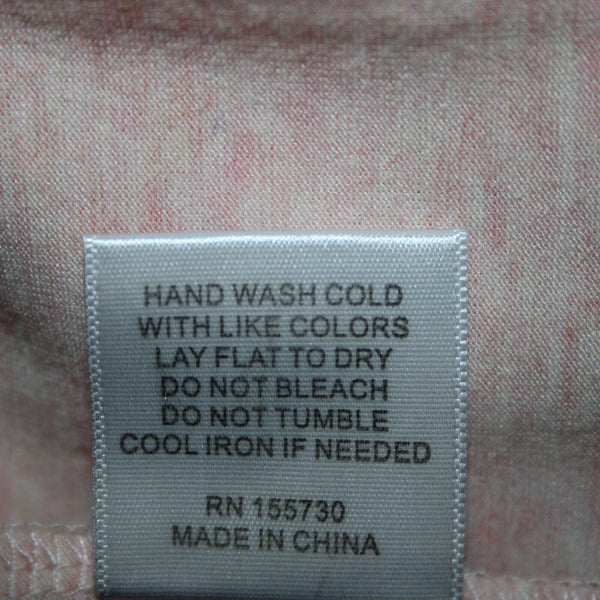 HAND WASH COLD
WITH LIKE COLORS
LAY FLAT TO DRY
DO NOT BLEACH
DO NOT TUMBLE
COOL IRON IF NEEDED
RN 155730
MADE IN CHINA